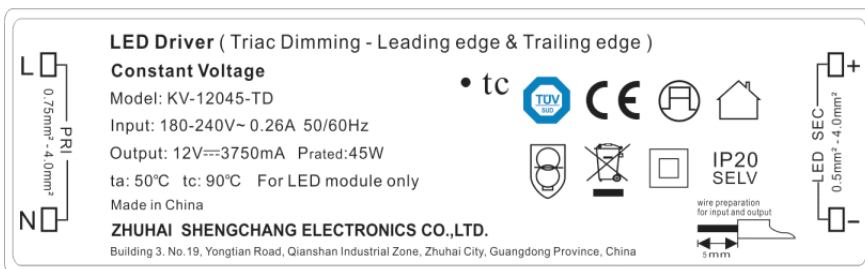 LED Driver ( Triac Dimming - Leading edge & Trailing edge )
Constant Voltage
Model: KV-12045-TD
Input: 180-240V~ 0.26A 50/60Hz
Output: 12V⎓3750mA Prated:45W
ta: 50℃ tc: 90℃ For LED module only
Made in China
ZHUHAI SHENGCHANG ELECTRONICS CO.,LTD.
Building 3. No.19, Yongtian Road, Qianshan Industrial Zone, Zhuhai City, Guangdong Province, China
L
N
PRI
0.75mm² - 4.0mm²
• tc
TÜV
SUD
CE
IP20
SELV
wire preparation
for input and output
5mm
+
-
LED SEC
0.5mm² - 4.0mm²